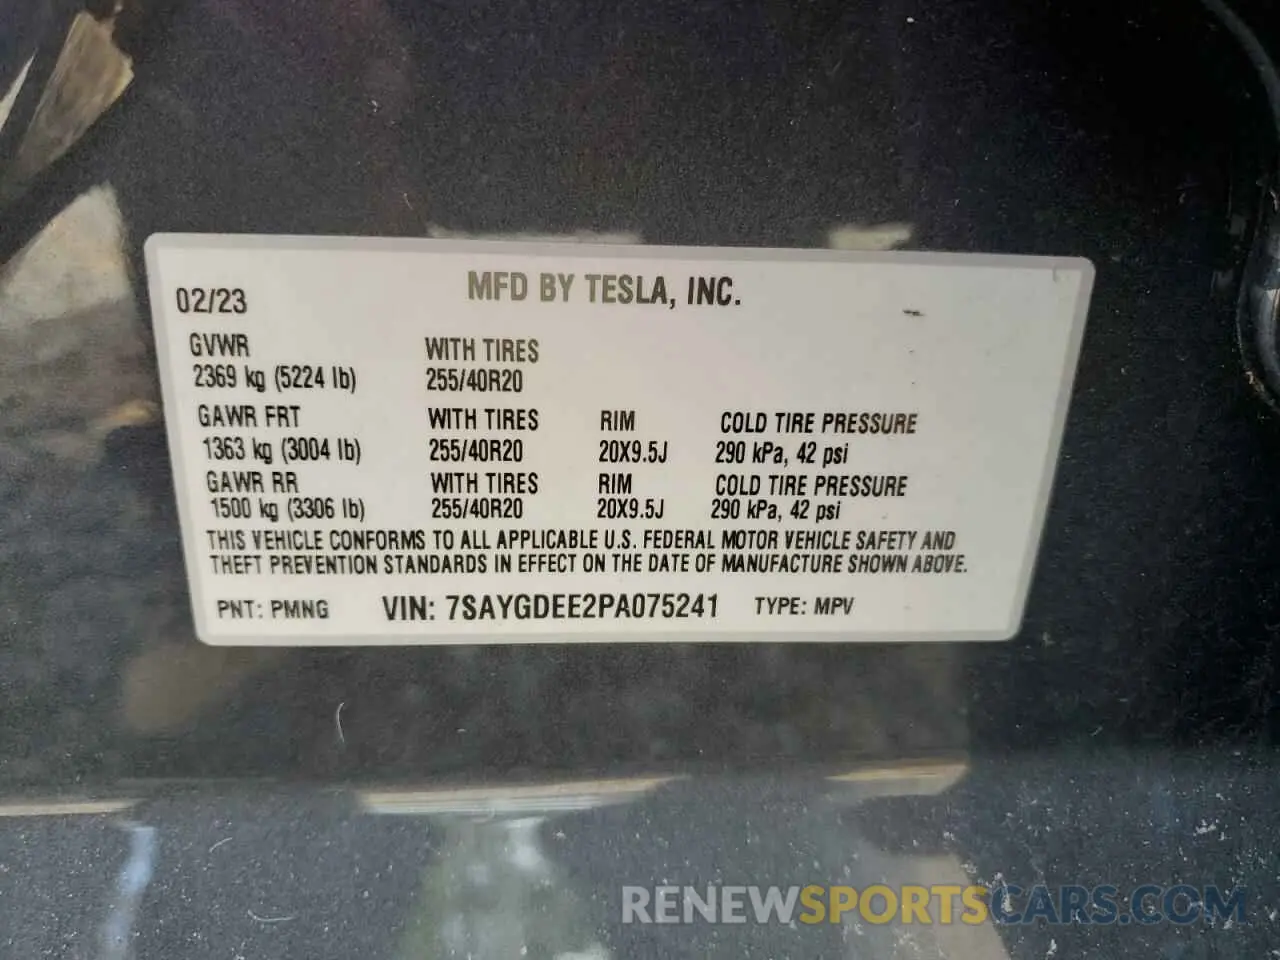 MFD BY TESLA, INC.
02/23
GVWR WITH TIRES
2369 kg (5224 lb) 255/40R20
GAWR FRT WITH TIRES RIM COLD TIRE PRESSURE
1363 kg (3004 lb) 255/40R20 20X9.5J 290 kPa, 42 psi
GAWR RR WITH TIRES RIM COLD TIRE PRESSURE
1500 kg (3306 lb) 255/40R20 20X9.5J 290 kPa, 42 psi
THIS VEHICLE CONFORMS TO ALL APPLICABLE U.S. FEDERAL MOTOR VEHICLE SAFETY AND
THEFT PREVENTION STANDARDS IN EFFECT ON THE DATE OF MANUFACTURE SHOWN ABOVE.
PNT: PMNG VIN: 7SAYGDEE2PA075241 TYPE: MPV
RENEWSPORTSCARS.COM